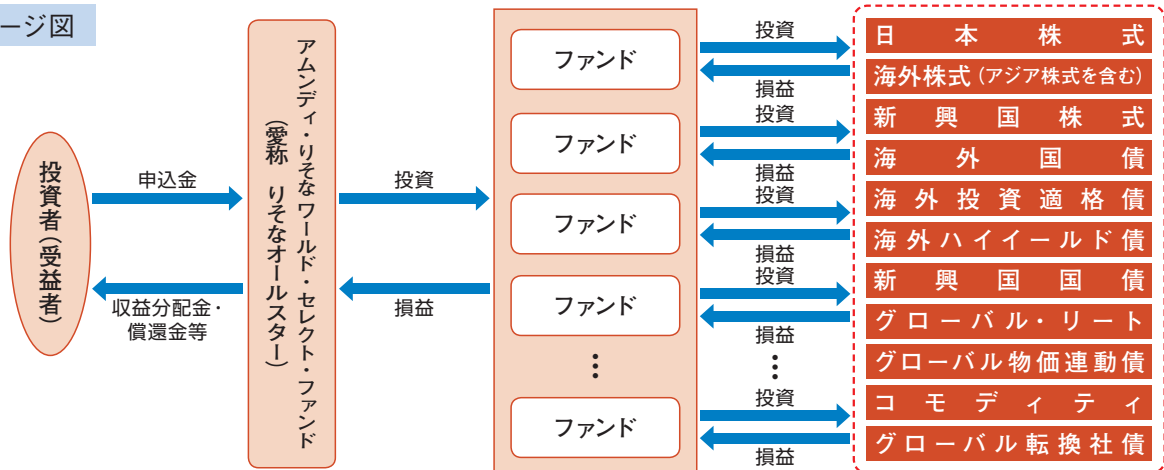 ージ図
投資者(受益者)
申込金
収益分配金・
償還金等
アムンディ・りそなワールド・セレクト・ファンド
(愛称 りそなオールスター)
投資
損益
ファンド
ファンド
ファンド
ファンド
⋮
ファンド
投資
損益
投資
損益
投資
損益
投資
損益
⋮
投資
損益
日本株式
海外株式(アジア株式を含む)
新興国株式
海外国債
海外投資適格債
海外ハイイールド債
新興国国債
グローバル・リート
グローバル物価連動債
コモディティ
グローバル転換社債